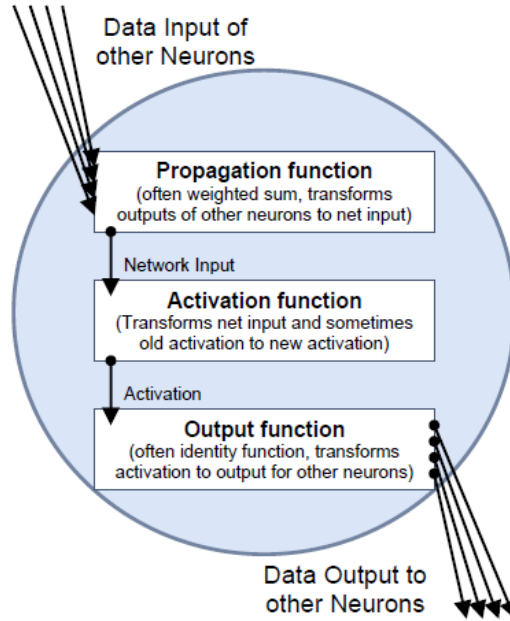 Data Input of
other Neurons
Propagation function
(often weighted sum, transforms
outputs of other neurons to net input)
Network Input
Activation function
(Transforms net input and sometimes
old activation to new activation)
Activation
Output function
(often identity function, transforms
activation to output for other neurons)
Data Output to
other Neurons